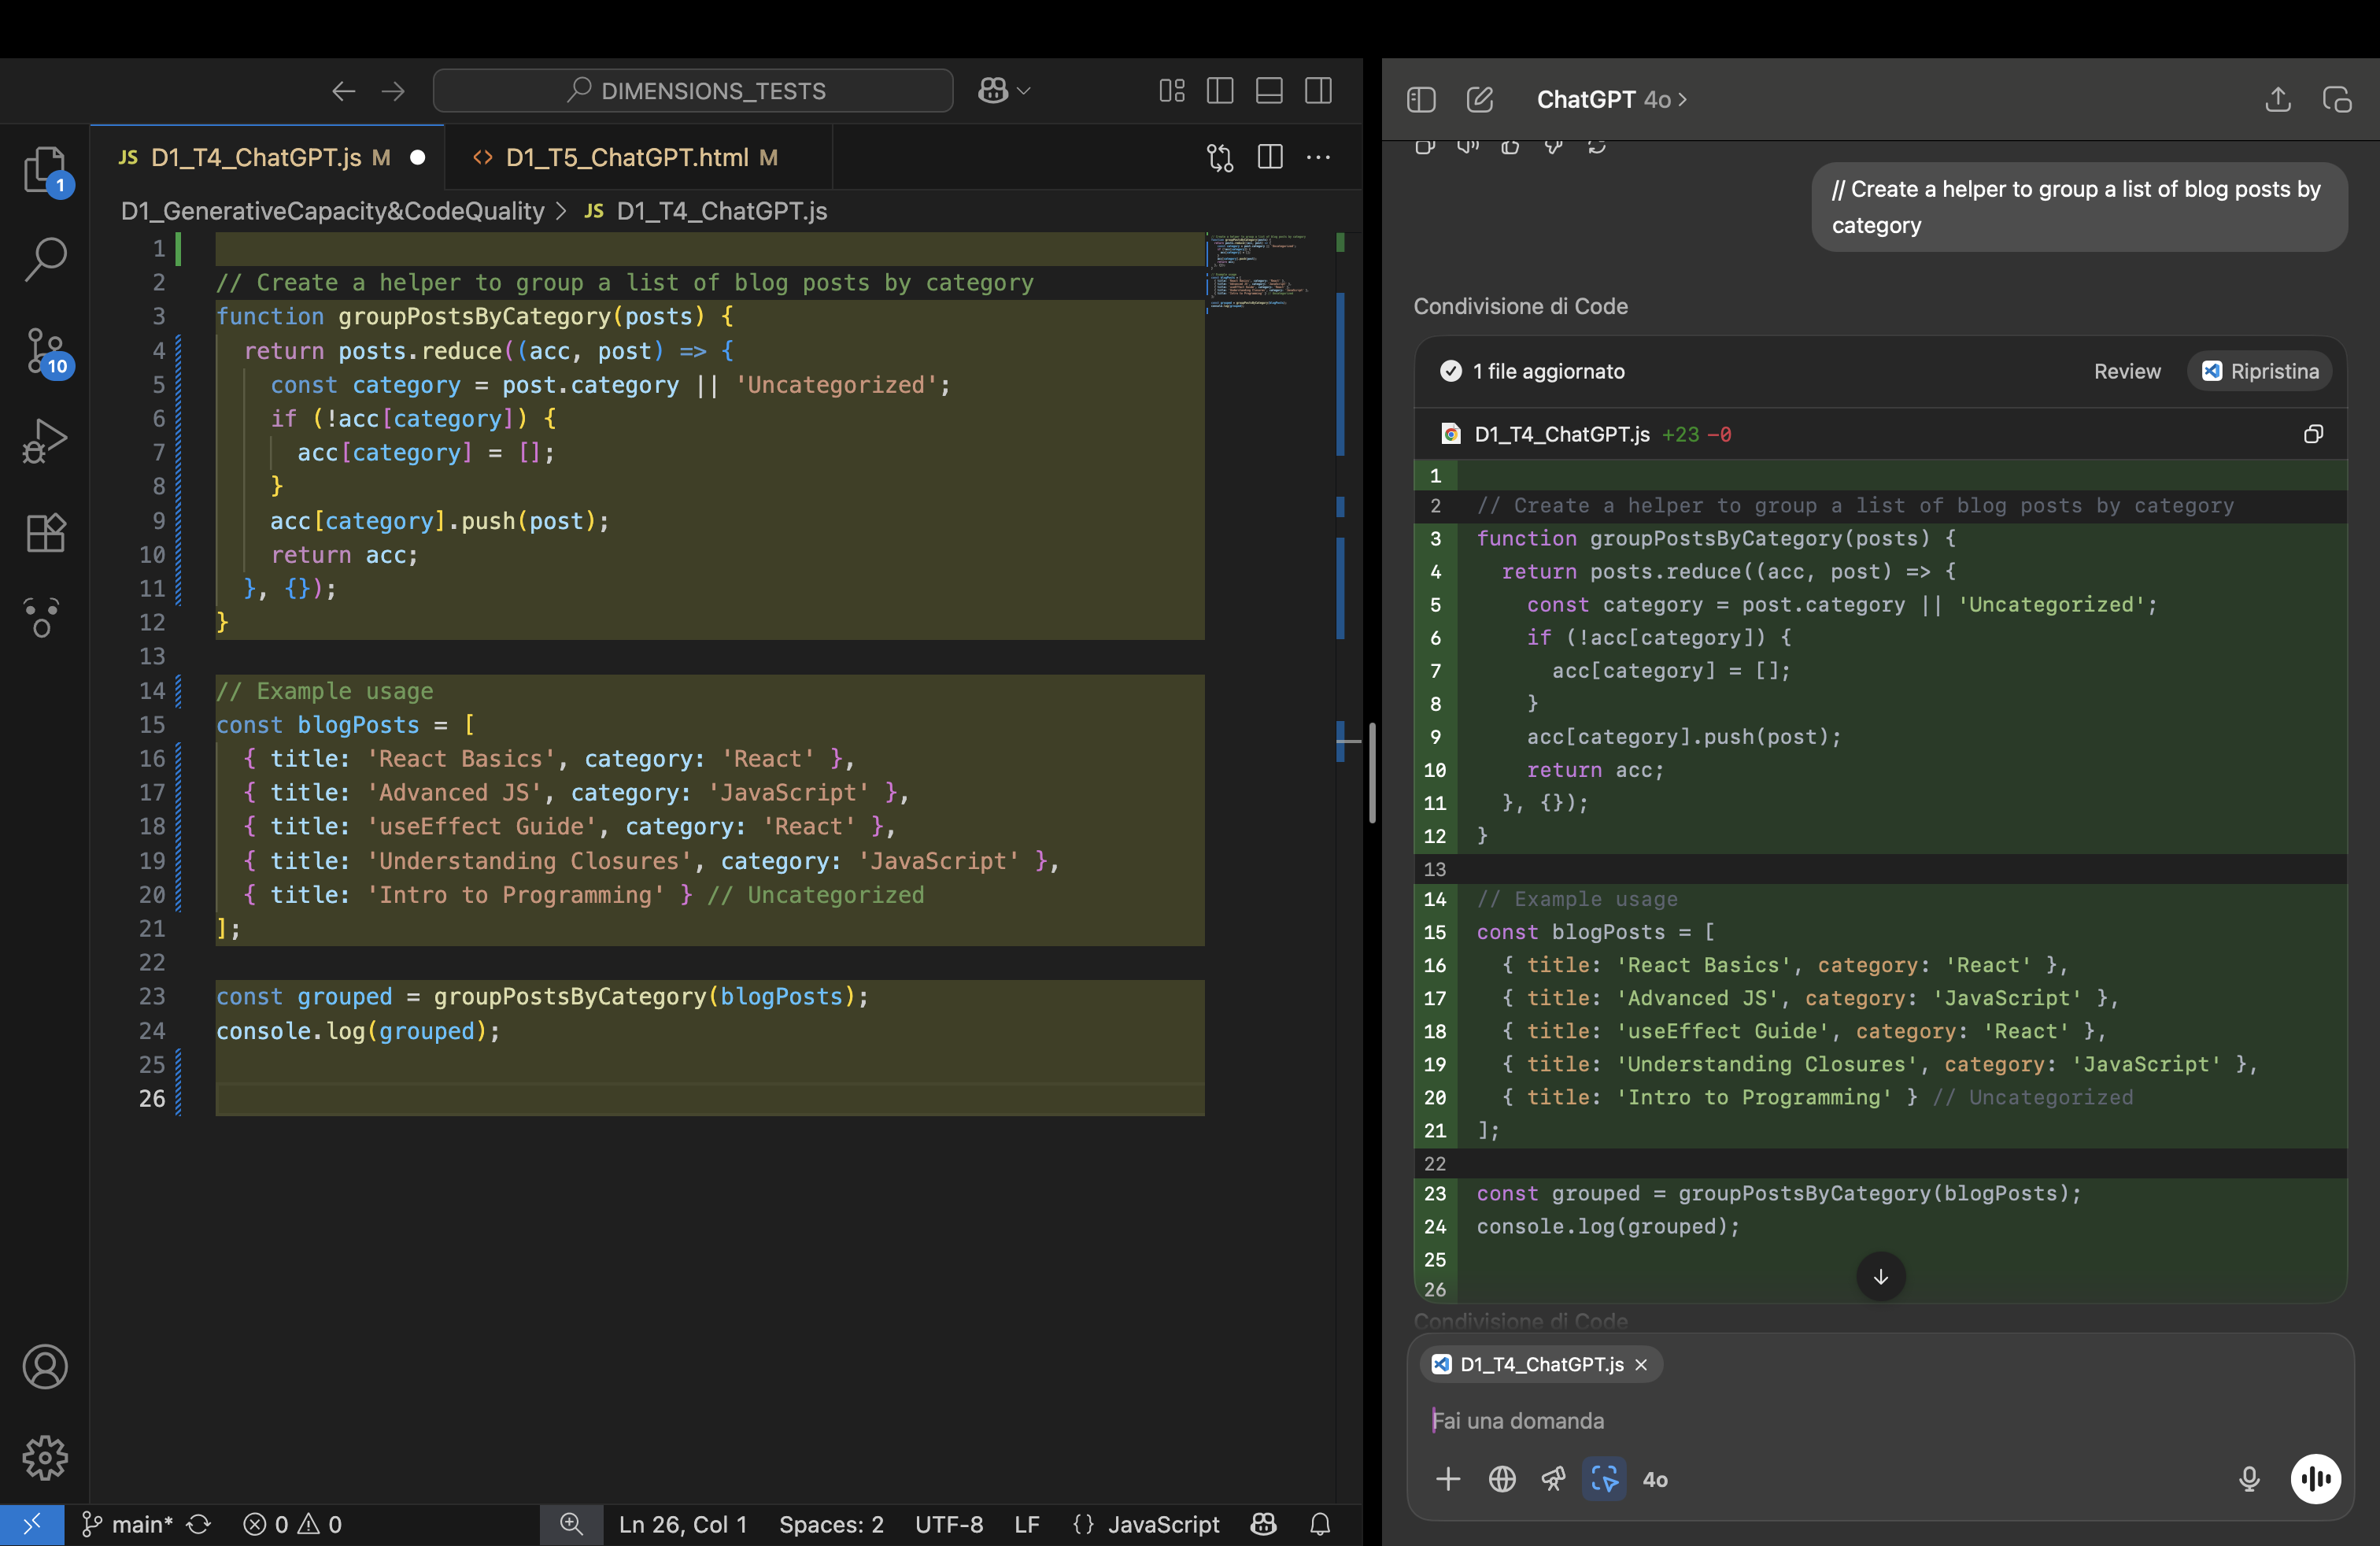 DIMENSIONS_TESTS
JS D1_T4_ChatGPT.js M
<> D1_T5_ChatGPT.html M
D1_GenerativeCapacity&CodeQuality > JS D1_T4_ChatGPT.js
1
10
1
2 // Create a helper to group a list of blog posts by category
3 function groupPostsByCategory(posts) {
4   return posts.reduce((acc, post) => {
5     const category = post.category || 'Uncategorized';
6     if (!acc[category]) {
7       acc[category] = [];
8     }
9     acc[category].push(post);
10     return acc;
11   }, {});
12 }
13
14 // Example usage
15 const blogPosts = [
16   { title: 'React Basics', category: 'React' },
17   { title: 'Advanced JS', category: 'JavaScript' },
18   { title: 'useEffect Guide', category: 'React' },
19   { title: 'Understanding Closures', category: 'JavaScript' },
20   { title: 'Intro to Programming' } // Uncategorized
21 ];
22
23 const grouped = groupPostsByCategory(blogPosts);
24 console.log(grouped);
25
26
main* 0 0 Ln 26, Col 1 Spaces: 2 UTF-8 LF {} JavaScript
ChatGPT 4o >
// Create a helper to group a list of blog posts by
category
Condivisione di Code
1 file aggiornato Review Ripristina
D1_T4_ChatGPT.js +23 -0
1
2 // Create a helper to group a list of blog posts by category
3 function groupPostsByCategory(posts) {
4   return posts.reduce((acc, post) => {
5     const category = post.category || 'Uncategorized';
6     if (!acc[category]) {
7       acc[category] = [];
8     }
9     acc[category].push(post);
10     return acc;
11   }, {});
12 }
13
14 // Example usage
15 const blogPosts = [
16   { title: 'React Basics', category: 'React' },
17   { title: 'Advanced JS', category: 'JavaScript' },
18   { title: 'useEffect Guide', category: 'React' },
19   { title: 'Understanding Closures', category: 'JavaScript' },
20   { title: 'Intro to Programming' } // Uncategorized
21 ];
22
23 const grouped = groupPostsByCategory(blogPosts);
24 console.log(grouped);
25
26
Condivisione di Code
D1_T4_ChatGPT.js ×
Fai una domanda
4o